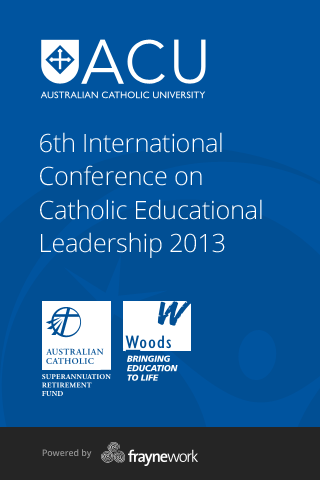 ACU
AUSTRALIAN CATHOLIC UNIVERSITY
6th International
Conference on
Catholic Educational
Leadership 2013
AUSTRALIAN
CATHOLIC
SUPERANNUATION
RETIREMENT
FUND
W
Woods
BRINGING
EDUCATION
TO LIFE
Powered by fraynework